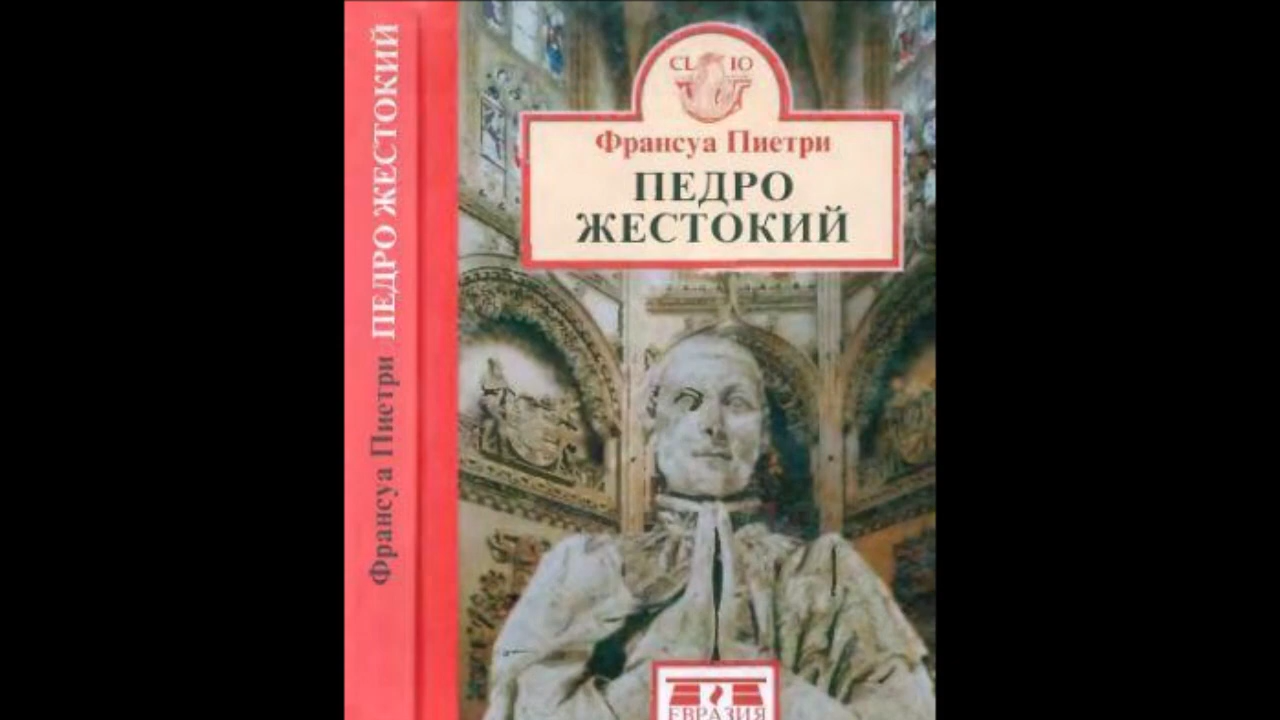 Франсуа Пиетри ПЕДРО ЖЕСТОКИЙ
CLIO
Франсуа Пиетри
ПЕДРО
ЖЕСТОКИЙ
ЕВРАЗИЯ